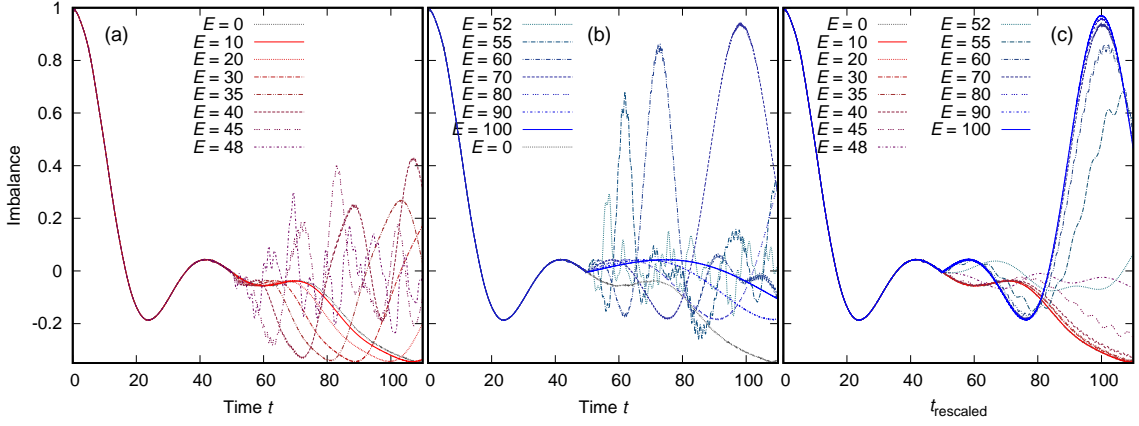 (a)
E = 0
E = 10
E = 20
E = 30
E = 35
E = 40
E = 45
E = 48
1
0.8
0.6
0.4
0.2
0
-0.2
Imbalance
0 20 40 60 80 100
Time t
(b)
E = 52
E = 55
E = 60
E = 70
E = 80
E = 90
E = 100
E = 0
0 20 40 60 80 100
Time t
(c)
E = 0
E = 10
E = 20
E = 30
E = 35
E = 40
E = 45
E = 48
E = 52
E = 55
E = 60
E = 70
E = 80
E = 90
E = 100
0 20 40 60 80 100
t rescaled